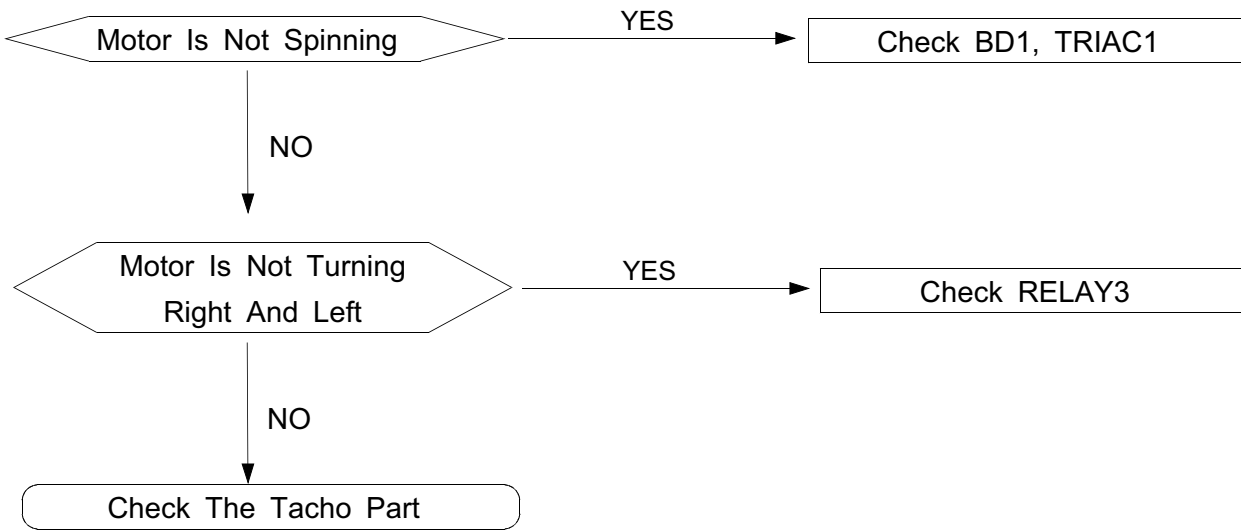 Motor Is Not Spinning
YES
Check BD1, TRIAC1
NO
Motor Is Not Turning
Right And Left
YES
Check RELAY3
NO
Check The Tacho Part